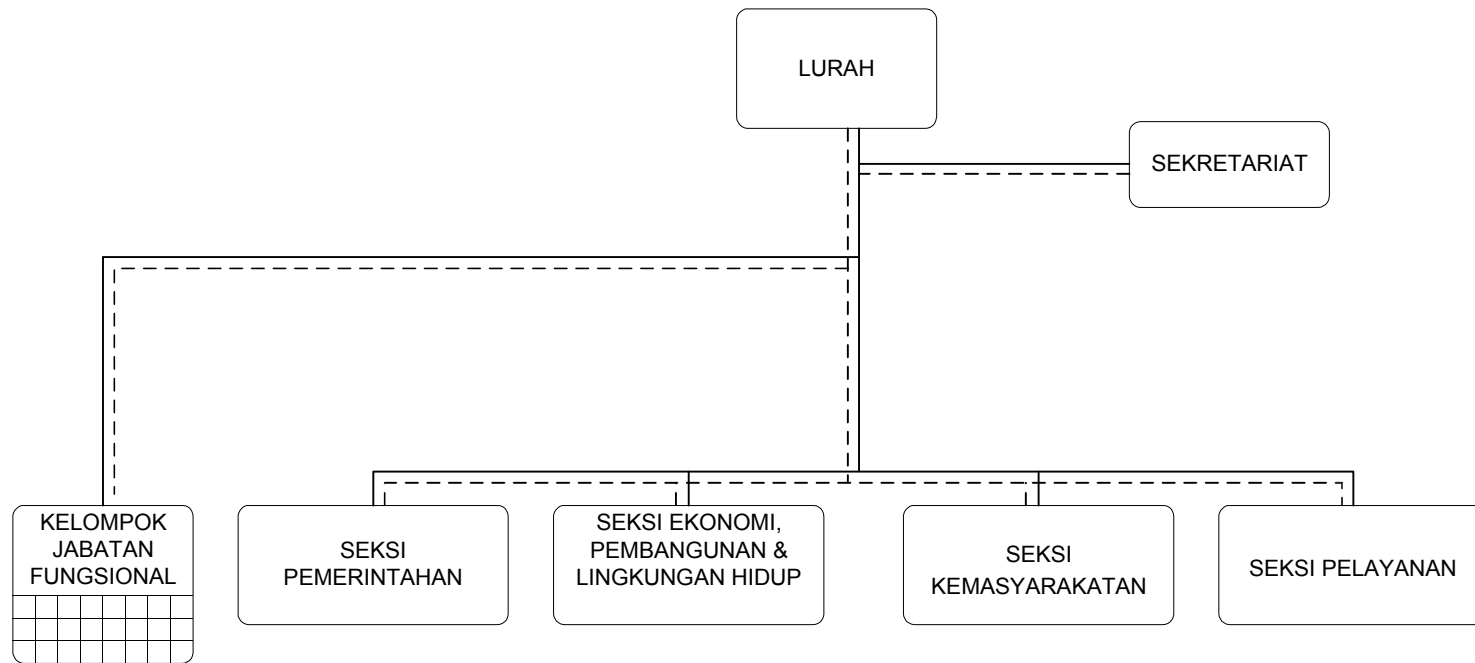 LURAH
SEKRETARIAT
KELOMPOK
JABATAN
FUNGSIONAL
SEKSI
PEMERINTAHAN
SEKSI EKONOMI,
PEMBANGUNAN &
LINGKUNGAN HIDUP
SEKSI
KEMASYARAKATAN
SEKSI PELAYANAN